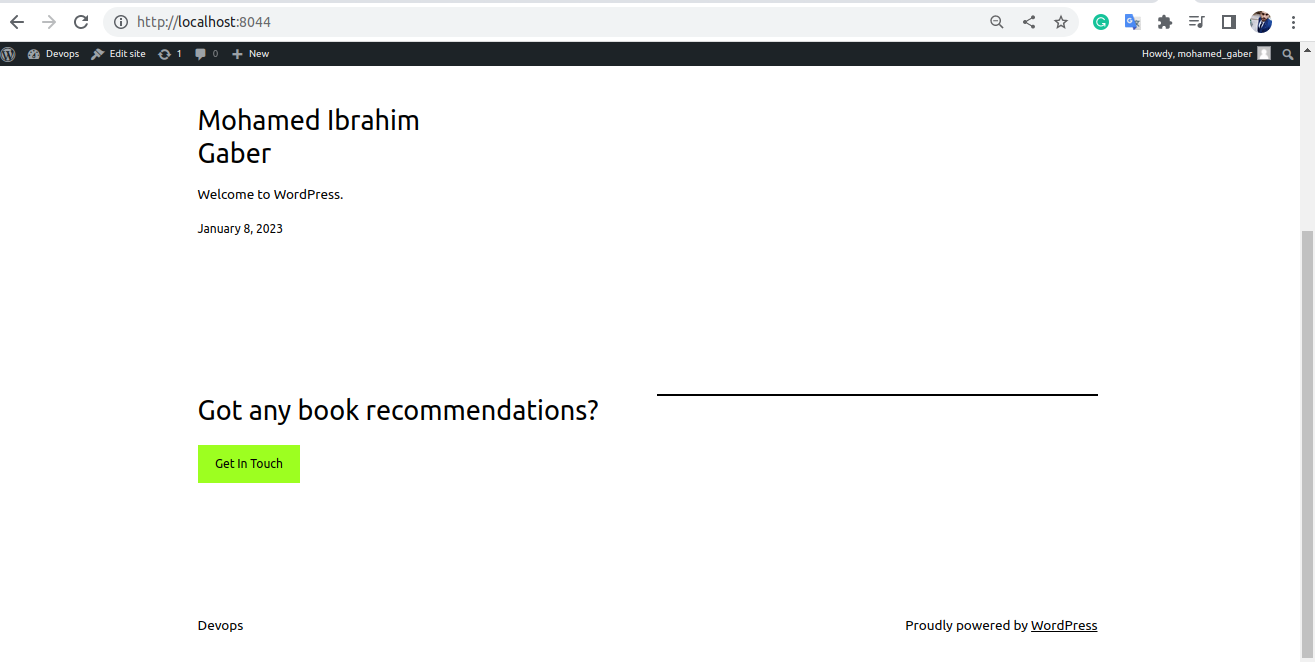 http://localhost:8044
Devops Edit site 1 0 New Howdy, mohamed_gaber
Mohamed Ibrahim
Gaber
Welcome to WordPress.
January 8, 2023
Got any book recommendations?
Get In Touch
Devops Proudly powered by WordPress